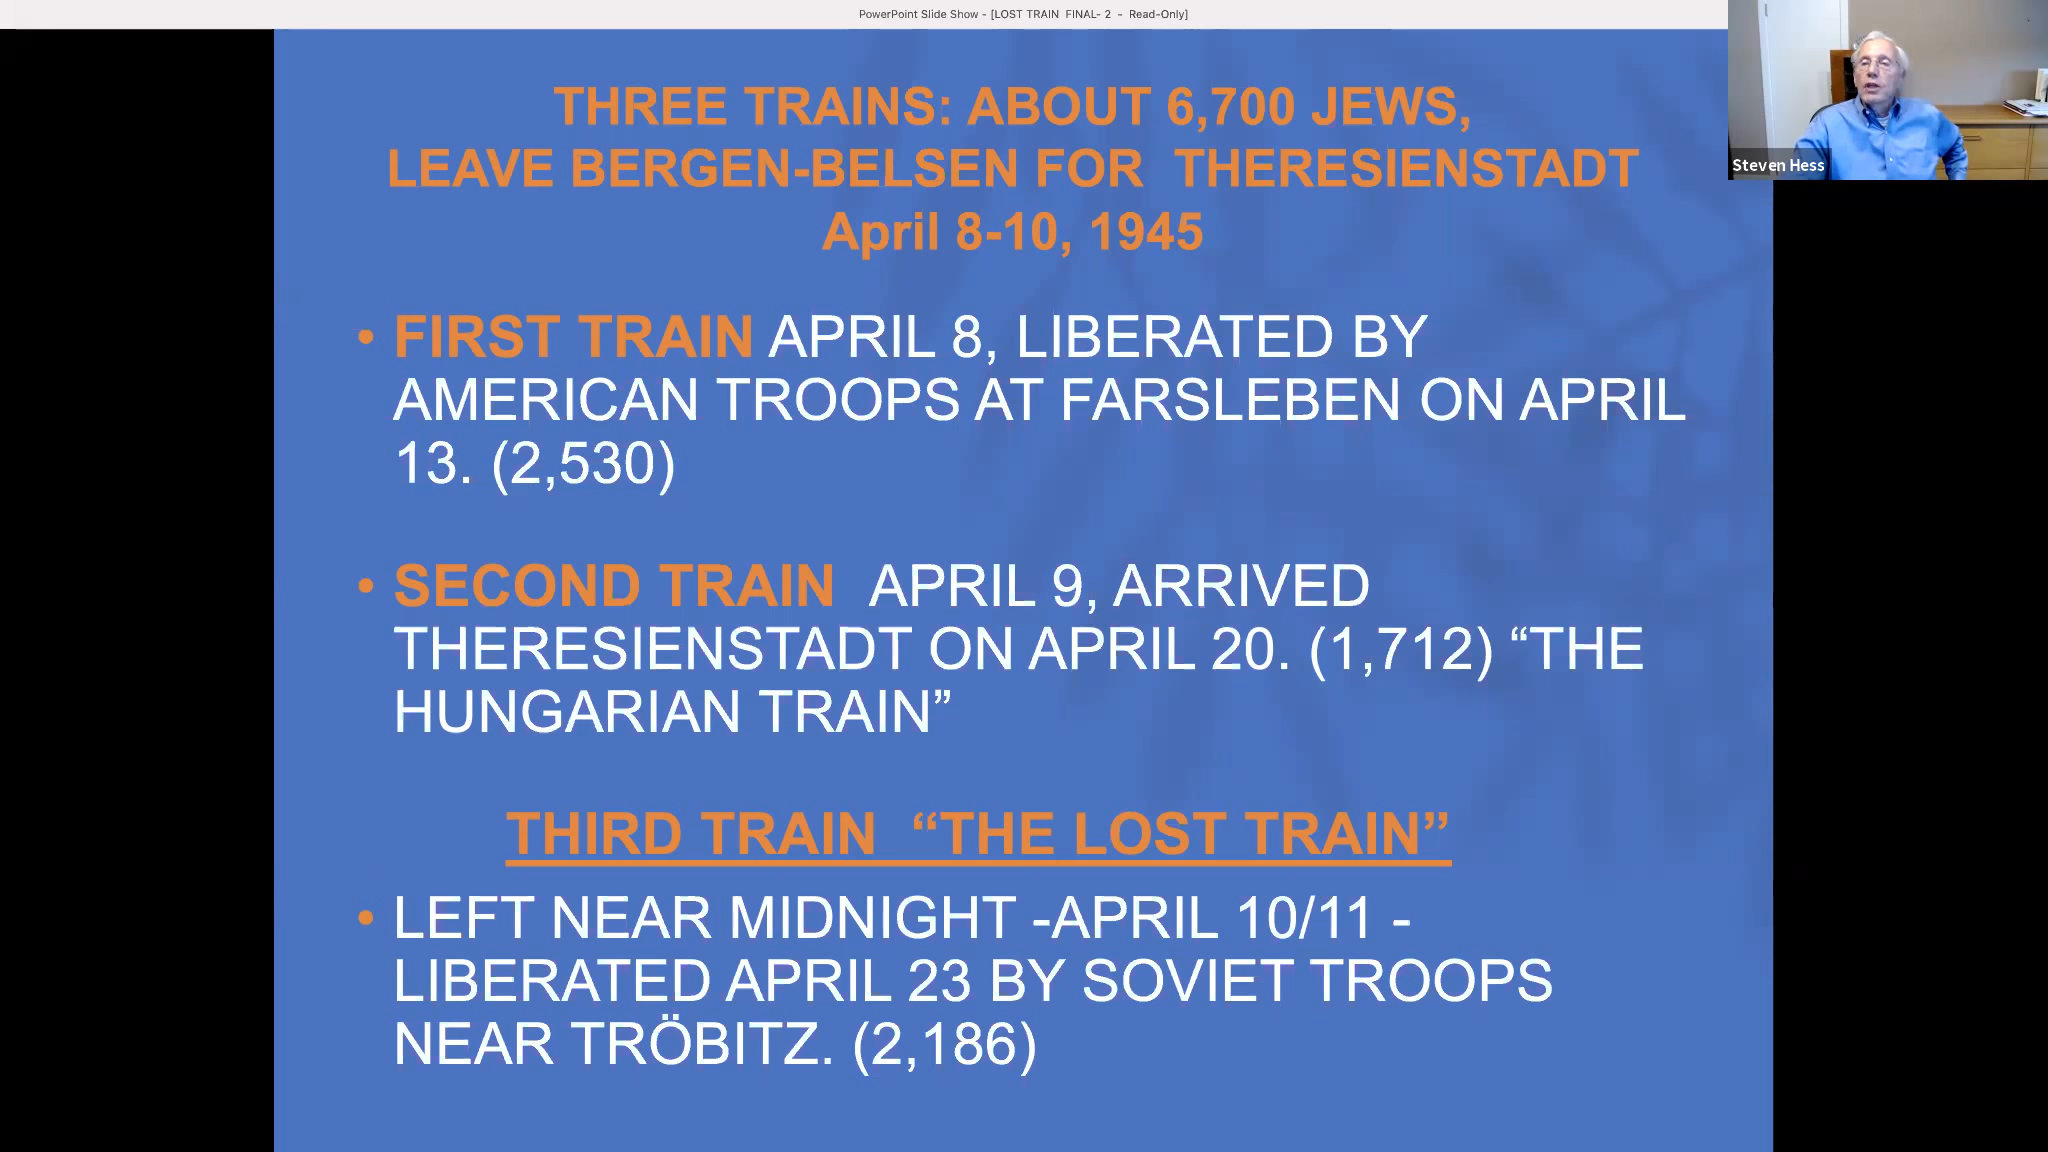 PowerPoint Slide Show - [LOST TRAIN  FINAL- 2  -  Read-Only]
THREE TRAINS: ABOUT 6,700 JEWS,
LEAVE BERGEN-BELSEN FOR  THERESIENSTADT
April 8-10, 1945
Steven Hess
• FIRST TRAIN APRIL 8, LIBERATED BY
AMERICAN TROOPS AT FARSLEBEN ON APRIL
13. (2,530)
• SECOND TRAIN  APRIL 9, ARRIVED
THERESIENSTADT ON APRIL 20. (1,712) “THE
HUNGARIAN TRAIN”
THIRD TRAIN  “THE LOST TRAIN”
• LEFT NEAR MIDNIGHT -APRIL 10/11 -
LIBERATED APRIL 23 BY SOVIET TROOPS
NEAR TRÖBITZ. (2,186)